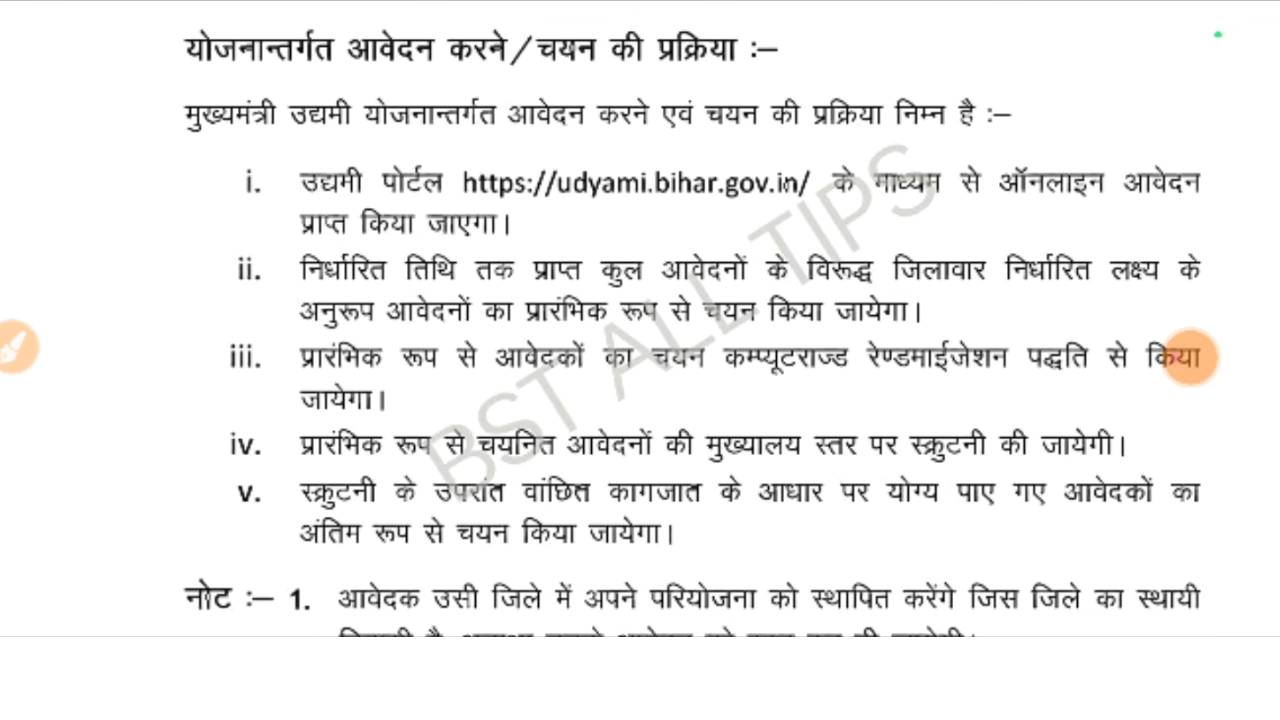 योजनान्तर्गत आवेदन करने/चयन की प्रक्रिया :–
मुख्यमंत्री उद्यमी योजनान्तर्गत आवेदन करने एवं चयन की प्रक्रिया निम्न है :–
i. उद्यमी पोर्टल https://udyami.bihar.gov.in/ के माध्यम से ऑनलाइन आवेदन
प्राप्त किया जाएगा।
ii. निर्धारित तिथि तक प्राप्त कुल आवेदनों के विरूद्ध जिलावार निर्धारित लक्ष्य के
अनुरूप आवेदनों का प्रारंभिक रूप से चयन किया जायेगा।
iii. प्रारंभिक रूप से आवेदकों का चयन कम्प्यूटराज्ड रेण्डमाईजेशन पद्धति से किया
जायेगा।
iv. प्रारंभिक रूप से चयनित आवेदनों की मुख्यालय स्तर पर स्क्रुटनी की जायेगी।
v. स्क्रुटनी के उपरांत वांछित कागजात के आधार पर योग्य पाए गए आवेदकों का
अंतिम रूप से चयन किया जायेगा।
नोट :– 1. आवेदक उसी जिले में अपने परियोजना को स्थापित करेंगे जिस जिले का स्थायी
BST ALL TIPS